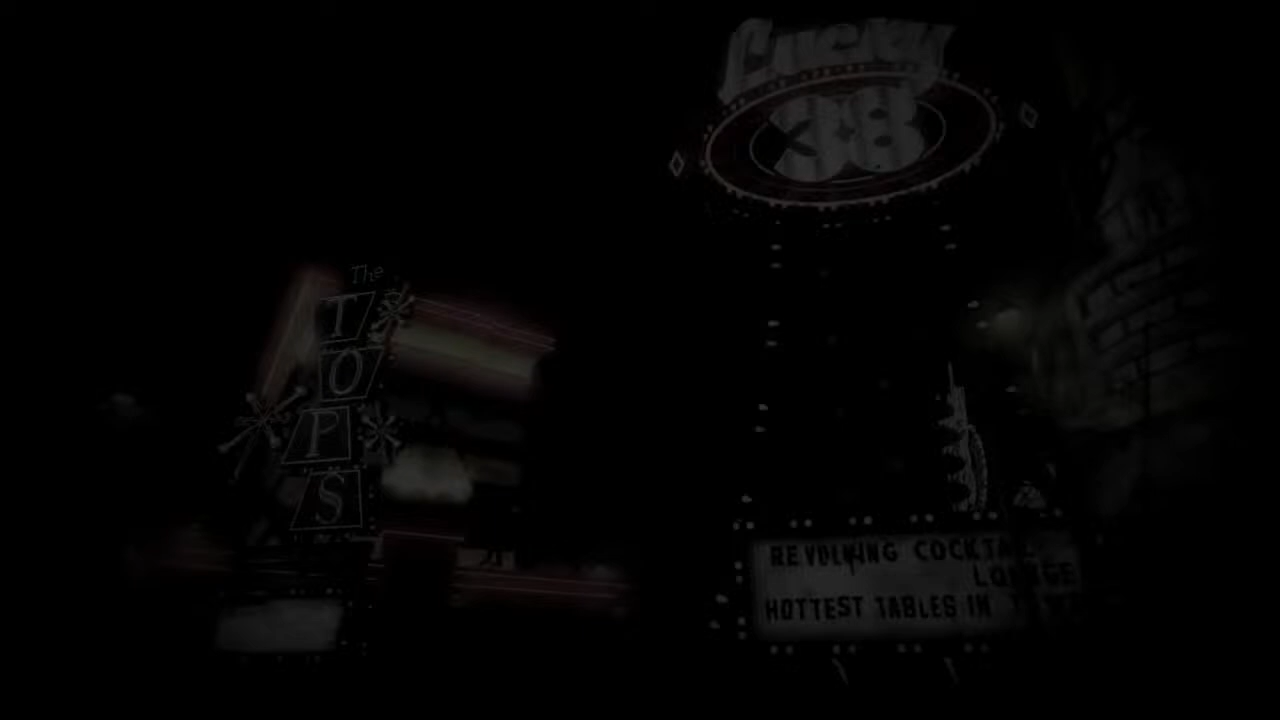 The
TOPS
Lucky
38
REVOLVING COCKTAIL
LOUNGE
HOTTEST TABLES IN